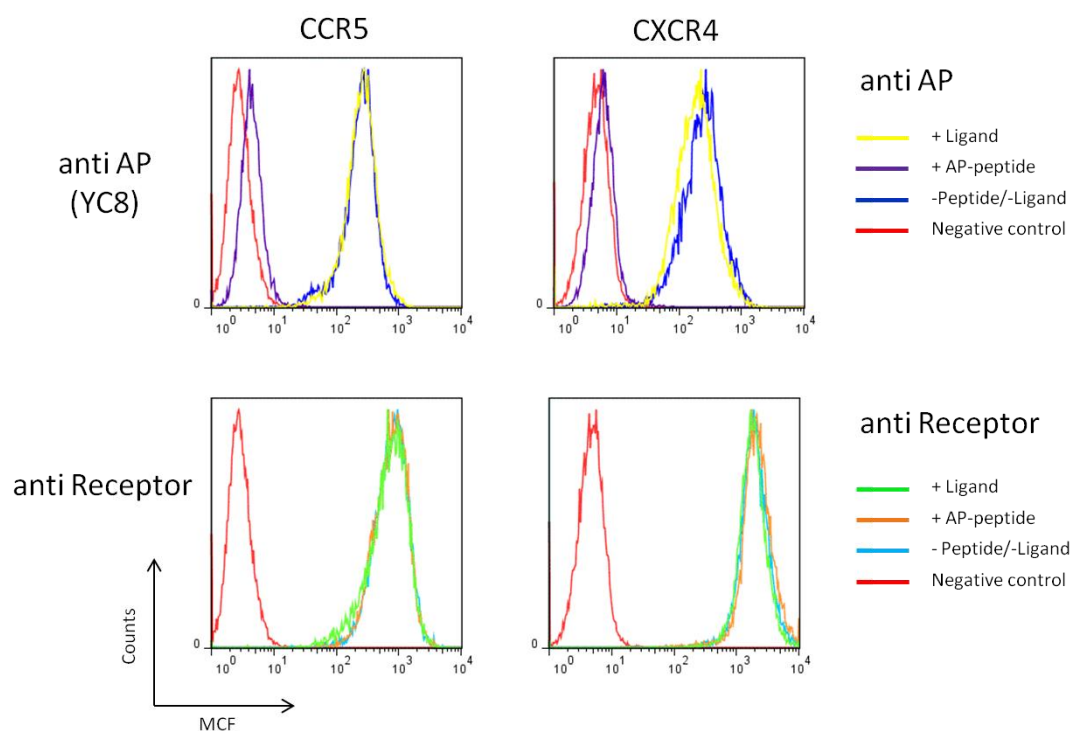 CCR5
CXCR4
anti AP
(YC8)
0
10^0
10^1
10^2
10^3
10^4
0
10^0
10^1
10^2
10^3
10^4
anti AP
+ Ligand
+ AP-peptide
-Peptide/-Ligand
Negative control
anti Receptor
0
10^0
10^1
10^2
10^3
10^4
0
10^0
10^1
10^2
10^3
10^4
anti Receptor
+ Ligand
+ AP-peptide
- Peptide/-Ligand
Negative control
Counts
MCF